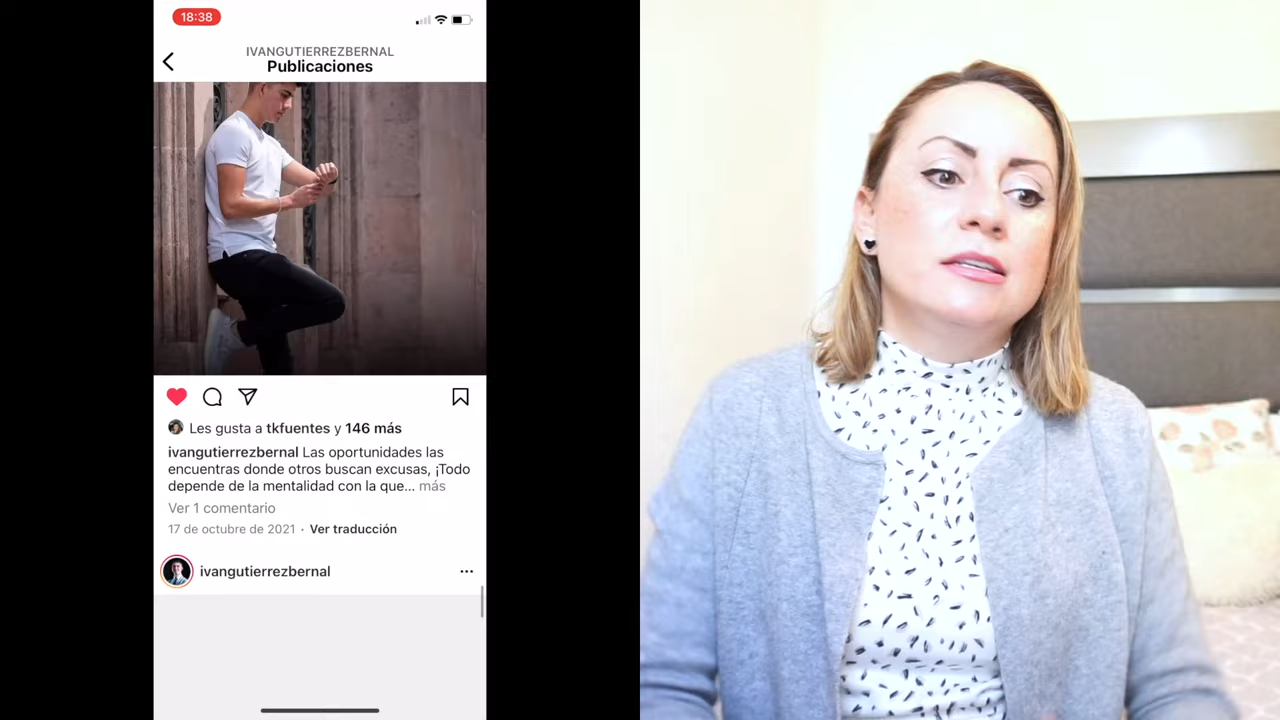 18:38
IVANGUTIERREZBERNAL
Publicaciones
Les gusta a tkfuentes y 146 más
ivangutierrezbernal Las oportunidades las
encuentras donde otros buscan excusas, ¡Todo
depende de la mentalidad con la que... más
Ver 1 comentario
17 de octubre de 2021 · Ver traducción
ivangutierrezbernal